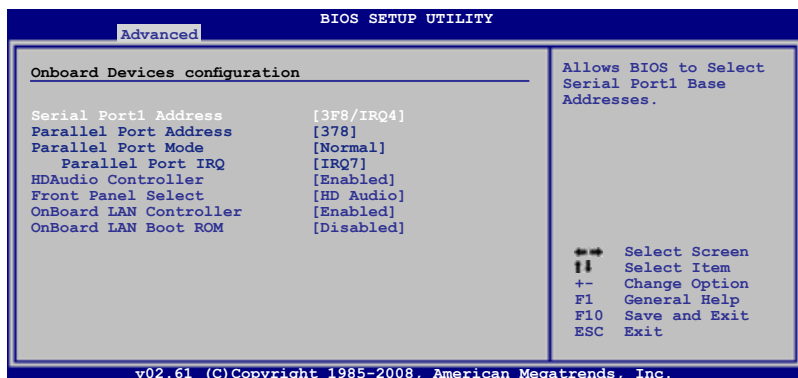 BIOS SETUP UTILITY
Advanced
Onboard Devices configuration
Serial Port1 Address [3F8/IRQ4]
Parallel Port Address [378]
Parallel Port Mode [Normal]
Parallel Port IRQ [IRQ7]
HDAudio Controller [Enabled]
Front Panel Select [HD Audio]
OnBoard LAN Controller [Enabled]
OnBoard LAN Boot ROM [Disabled]
Allows BIOS to Select
Serial Port1 Base
Addresses.
←→ Select Screen
↑↓ Select Item
+- Change Option
F1 General Help
F10 Save and Exit
ESC Exit
v02.61 (C)Copyright 1985-2008, American Megatrends, Inc.